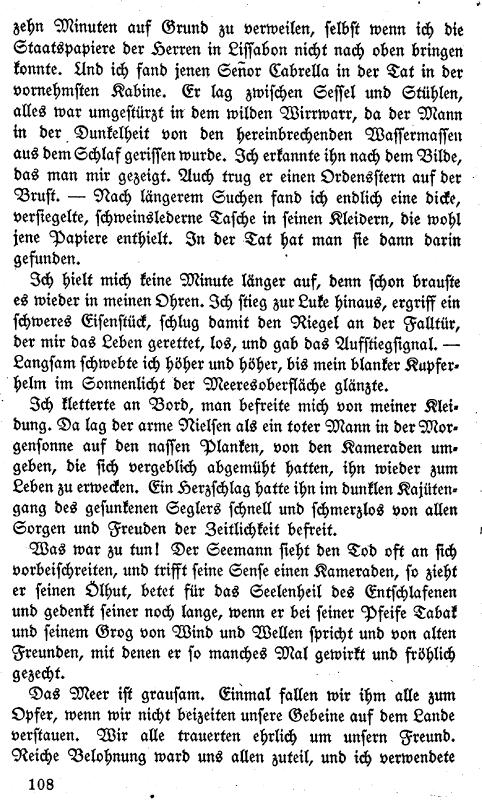 zehn Minuten auf Grund zu verweilen, selbst wenn ich die
Staatspapiere der Herren in Lissabon nicht nach oben bringen
konnte. Und ich fand jenen Señor Cabrella in der Tat in der
vornehmsten Kabine. Er lag zwischen Sessel und Stühlen,
alles war umgestürzt in dem wilden Wirrwarr, da der Mann
in der Dunkelheit von den hereinbrechenden Wassermassen
aus dem Schlaf gerissen wurde. Ich erkannte ihn nach dem Bilde,
das man mir gezeigt. Auch trug er einen Ordensstern auf der
Brust. — Nach längerem Suchen fand ich endlich eine dicke,
versiegelte, schweinslederne Tasche in seinen Kleidern, die wohl
jene Papiere enthielt. In der Tat hat man sie dann darin
gefunden.
Ich hielt mich keine Minute länger auf, denn schon brauste
es wieder in meinen Ohren. Ich stieg zur Luke hinaus, ergriff ein
schweres Eisenstück, schlug damit den Riegel an der Falltür,
der mir das Leben gerettet, los, und gab das Aufstiegsignal. —
Langsam schwebte ich höher und höher, bis mein blanker Kupfer-
helm im Sonnenlicht der Meeresoberfläche glänzte.
Ich kletterte an Bord, man befreite mich von meiner Klei-
dung. Da lag der arme Nielsen als ein toter Mann in der Mor-
gensonne auf den nassen Planken, von den Kameraden um-
geben, die sich vergeblich abgemüht hatten, ihn wieder zum
Leben zu erwecken. Ein Herzschlag hatte ihn im dunklen Kajüten-
gang des gesunkenen Seglers schnell und schmerzlos von allen
Sorgen und Freuden der Zeitlichkeit befreit.
Was war zu tun! Der Seemann sieht den Tod oft an sich
vorbeischreiten, und trifft seine Sense einen Kameraden, so zieht
er seinen Ölhut, betet für das Seelenheil des Entschlafenen
und gedenkt seiner noch lange, wenn er bei seiner Pfeife Tabak
und seinem Grog von Wind und Wellen spricht und von alten
Freunden, mit denen er so manches Mal gewirkt und fröhlich
gezecht.
Das Meer ist grausam. Einmal fallen wir ihm alle zum
Opfer, wenn wir nicht beizeiten unsere Gebeine auf dem Lande
verstauen. Wir alle trauerten ehrlich um unsern Freund.
Reiche Belohnung ward uns allen zuteil, und ich verwendete
108